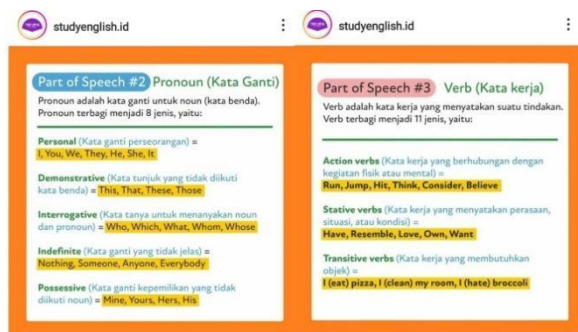 studyenglish.id
Part of Speech #2 Pronoun (Kata Ganti)
Pronoun adalah kata ganti untuk noun (kata benda).
Pronoun terbagi menjadi 8 jenis, yaitu:
Personal (Kata ganti perseorangan) =
I, You, We, They, He, She, It
Demonstrative (Kata tunjuk yang tidak diikuti
kata benda) = This, That, These, Those
Interrogative (Kata tanya untuk menanyakan noun
dan pronoun) = Who, Which, What, Whom, Whose
Indefinite (Kata ganti yang tidak jelas) =
Nothing, Someone, Anyone, Everybody
Possessive (Kata ganti kepemilikan yang tidak
diikuti noun) = Mine, Yours, Hers, His
studyenglish.id
Part of Speech #3 Verb (Kata kerja)
Verb adalah kata kerja yang menyatakan suatu tindakan.
Verb terbagi menjadi 11 jenis, yaitu:
Action verbs (Kata kerja yang berhubungan dengan
kegiatan fisik atau mental) =
Run, Jump, Hit, Think, Consider, Believe
Stative verbs (Kata kerja yang menyatakan perasaan,
situasi, atau kondisi) =
Have, Resemble, Love, Own, Want
Transitive verbs (Kata kerja yang membutuhkan
objek) =
I (eat) pizza, I (clean) my room, I (hate) broccoli